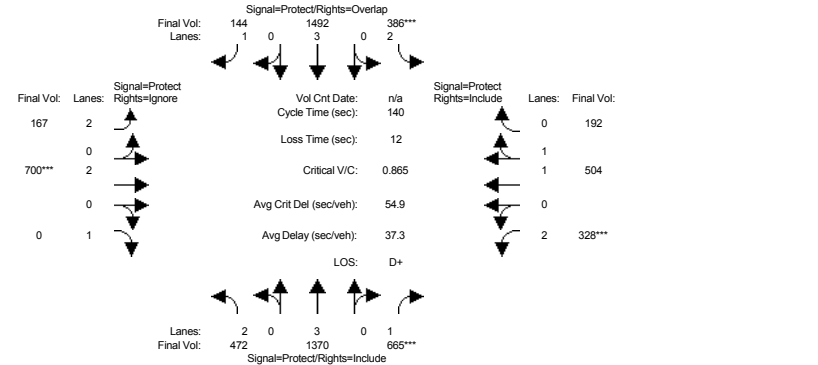 Signal=Protect/Rights=Overlap
Final Vol: 144 1492 386***
Lanes: 1 0 3 0 2
Signal=Protect
Final Vol: Lanes: Rights=Ignore
Vol Cnt Date: n/a
Signal=Protect
Rights=Include Lanes: Final Vol:
Cycle Time (sec): 140
167 2
0 192
Loss Time (sec): 12
0
1
700*** 2
Critical V/C: 0.865
1 504
0
Avg Crit Del (sec/veh): 54.9
0
0 1
Avg Delay (sec/veh): 37.3
2 328***
LOS: D+
Lanes: 2 0 3 0 1
Final Vol: 472 1370 665***
Signal=Protect/Rights=Include